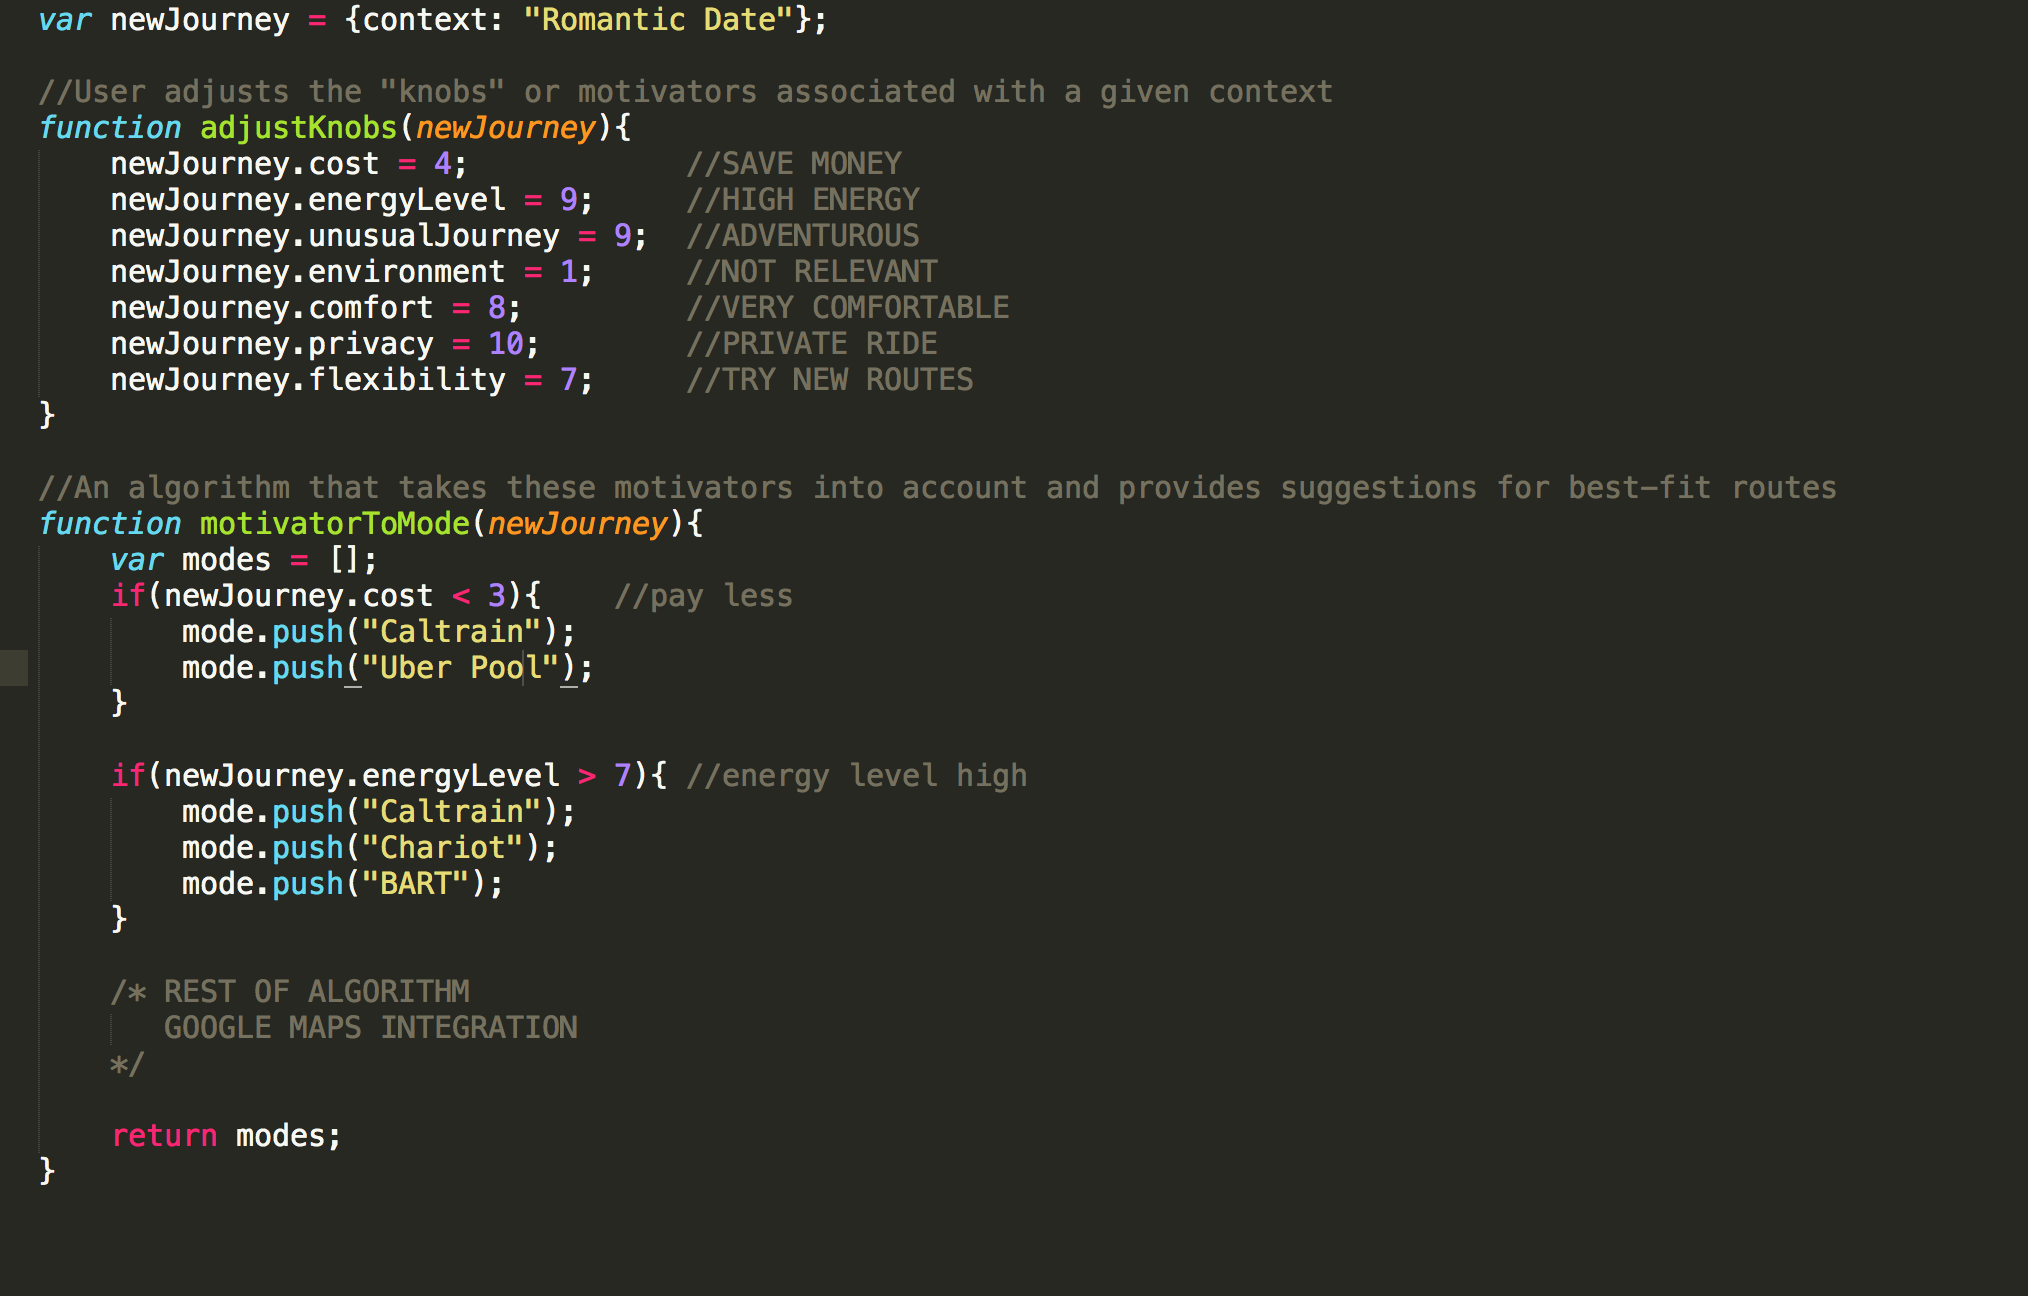 var newJourney = {context: "Romantic Date"};
//User adjusts the "knobs" or motivators associated with a given context
function adjustKnobs(newJourney){
newJourney.cost = 4; //SAVE MONEY
newJourney.energyLevel = 9; //HIGH ENERGY
newJourney.unusualJourney = 9; //ADVENTUROUS
newJourney.environment = 1; //NOT RELEVANT
newJourney.comfort = 8; //VERY COMFORTABLE
newJourney.privacy = 10; //PRIVATE RIDE
newJourney.flexibility = 7; //TRY NEW ROUTES
}
//An algorithm that takes these motivators into account and provides suggestions for best-fit routes
function motivatorToMode(newJourney){
var modes = [];
if(newJourney.cost < 3){ //pay less
mode.push("Caltrain");
mode.push("Uber Pool");
}
if(newJourney.energyLevel > 7){ //energy level high
mode.push("Caltrain");
mode.push("Chariot");
mode.push("BART");
}
/* REST OF ALGORITHM
GOOGLE MAPS INTEGRATION
*/
return modes;
}